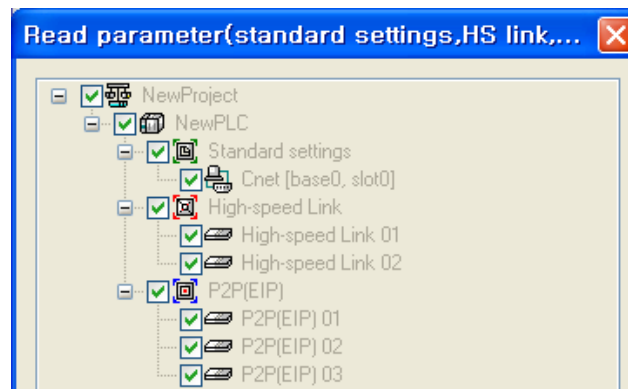 Read parameter(standard settings,HS link,...
NewProject
NewPLC
Standard settings
Cnet [base0, slot0]
High-speed Link
High-speed Link 01
High-speed Link 02
P2P(EIP)
P2P(EIP) 01
P2P(EIP) 02
P2P(EIP) 03